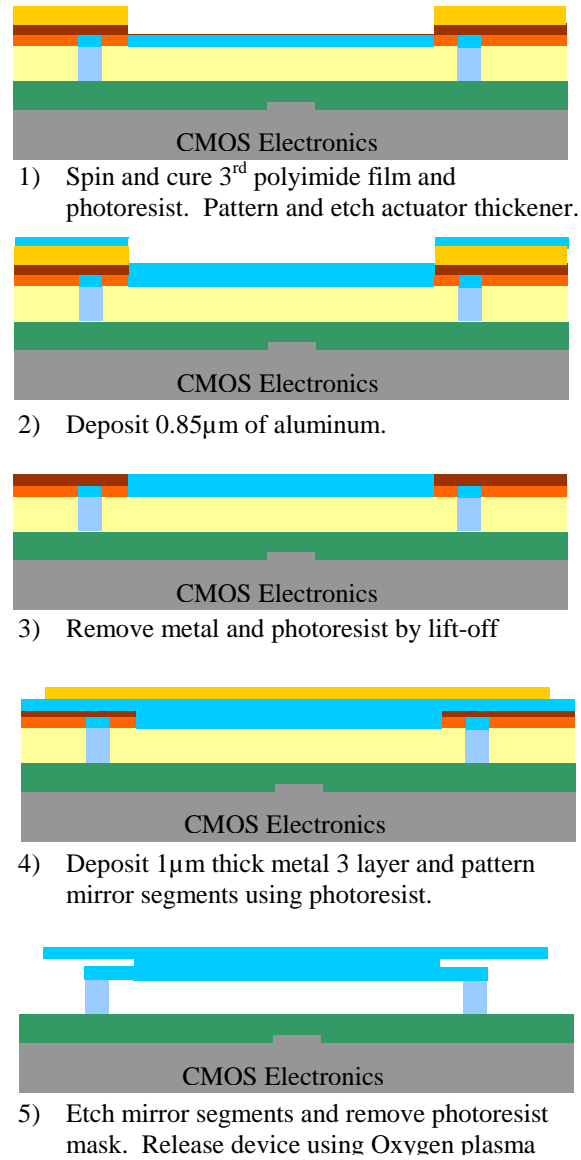 CMOS Electronics
1) Spin and cure 3rd polyimide film and
photoresist. Pattern and etch actuator thickener.
CMOS Electronics
2) Deposit 0.85µm of aluminum.
CMOS Electronics
3) Remove metal and photoresist by lift-off
CMOS Electronics
4) Deposit 1µm thick metal 3 layer and pattern
mirror segments using photoresist.
CMOS Electronics
5) Etch mirror segments and remove photoresist
mask. Release device using Oxygen plasma